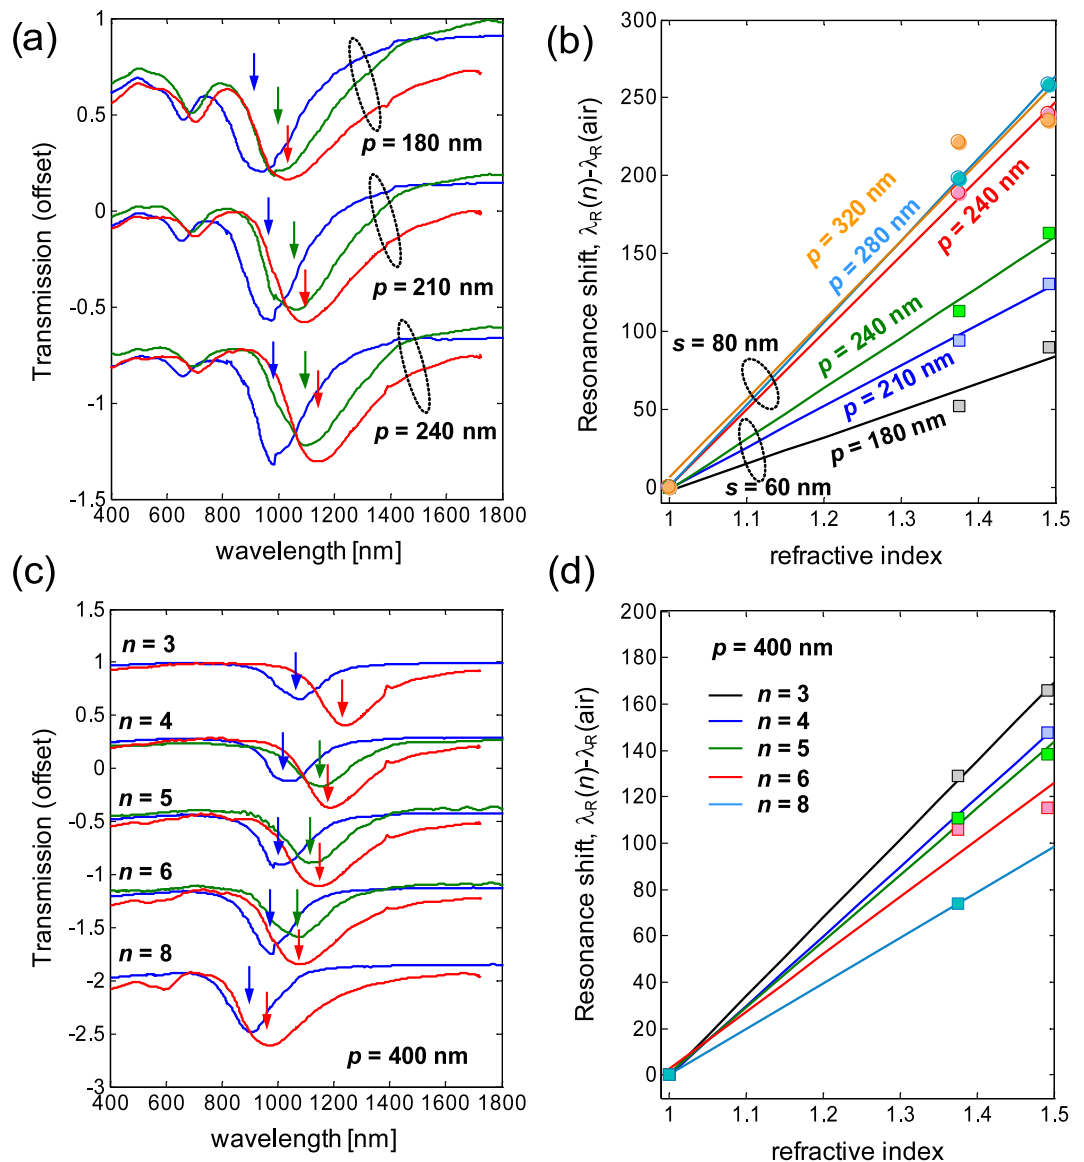 (a)
1
0.5
0
-0.5
-1
-1.5
Transmission (offset)
p = 180 nm
p = 210 nm
p = 240 nm
400 600 800 1000 1200 1400 1600 1800
wavelength [nm]
(b)
300
250
200
150
100
50
0
Resonance shift, λR(n)-λR(air)
p = 320 nm
p = 280 nm
p = 240 nm
p = 240 nm
p = 210 nm
p = 180 nm
s = 80 nm
s = 60 nm
1 1.1 1.2 1.3 1.4 1.5
refractive index
(c)
1.5
1
0.5
0
-0.5
-1
-1.5
-2
-2.5
-3
Transmission (offset)
n = 3
n = 4
n = 5
n = 6
n = 8
p = 400 nm
400 600 800 1000 1200 1400 1600 1800
wavelength [nm]
(d)
200
180
160
140
120
100
80
60
40
20
0
Resonance shift, λR(n)-λR(air)
p = 400 nm
n = 3
n = 4
n = 5
n = 6
n = 8
1 1.1 1.2 1.3 1.4 1.5
refractive index